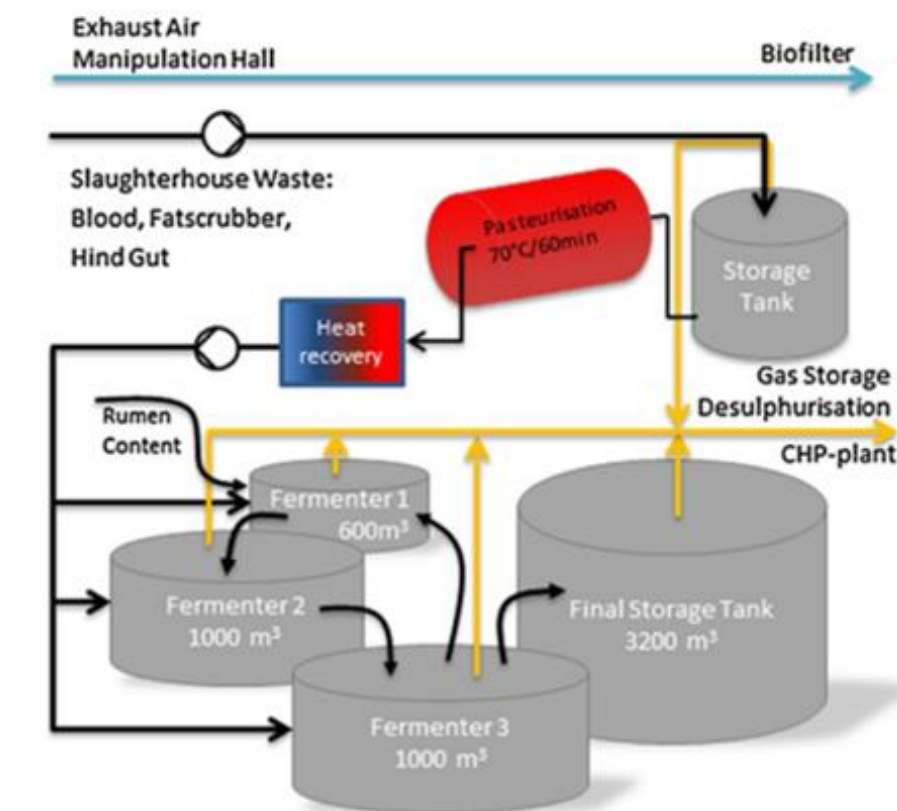 Exhaust Air
Manipulation Hall
Biofilter
Slaughterhouse Waste:
Blood, Fatscrubber,
Hind Gut
Pasteurisation
70°C/60min
Storage
Tank
Heat
recovery
Gas Storage
Desulphurisation
CHP-plant
Rumen
Content
Fermenter 1
600m³
Fermenter 2
1000 m³
Final Storage Tank
3200 m³
Fermenter 3
1000 m³